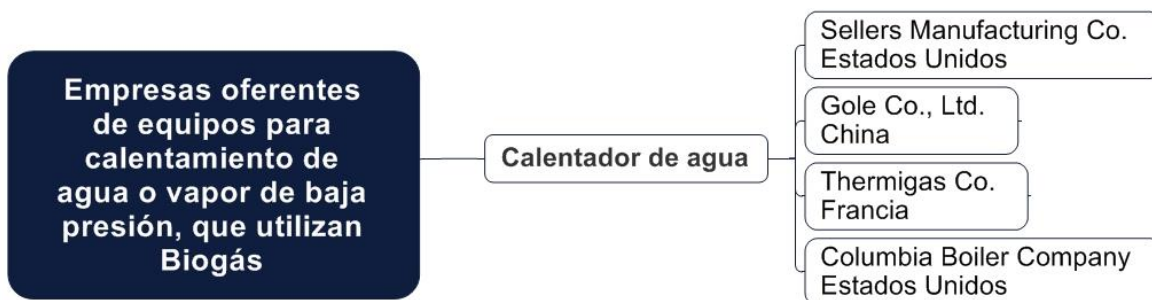 Empresas oferentes
de equipos para
calentamiento de
agua o vapor de baja
presión, que utilizan
Biogás
Calentador de agua
Sellers Manufacturing Co.
Estados Unidos
Gole Co., Ltd.
China
Thermigas Co.
Francia
Columbia Boiler Company
Estados Unidos